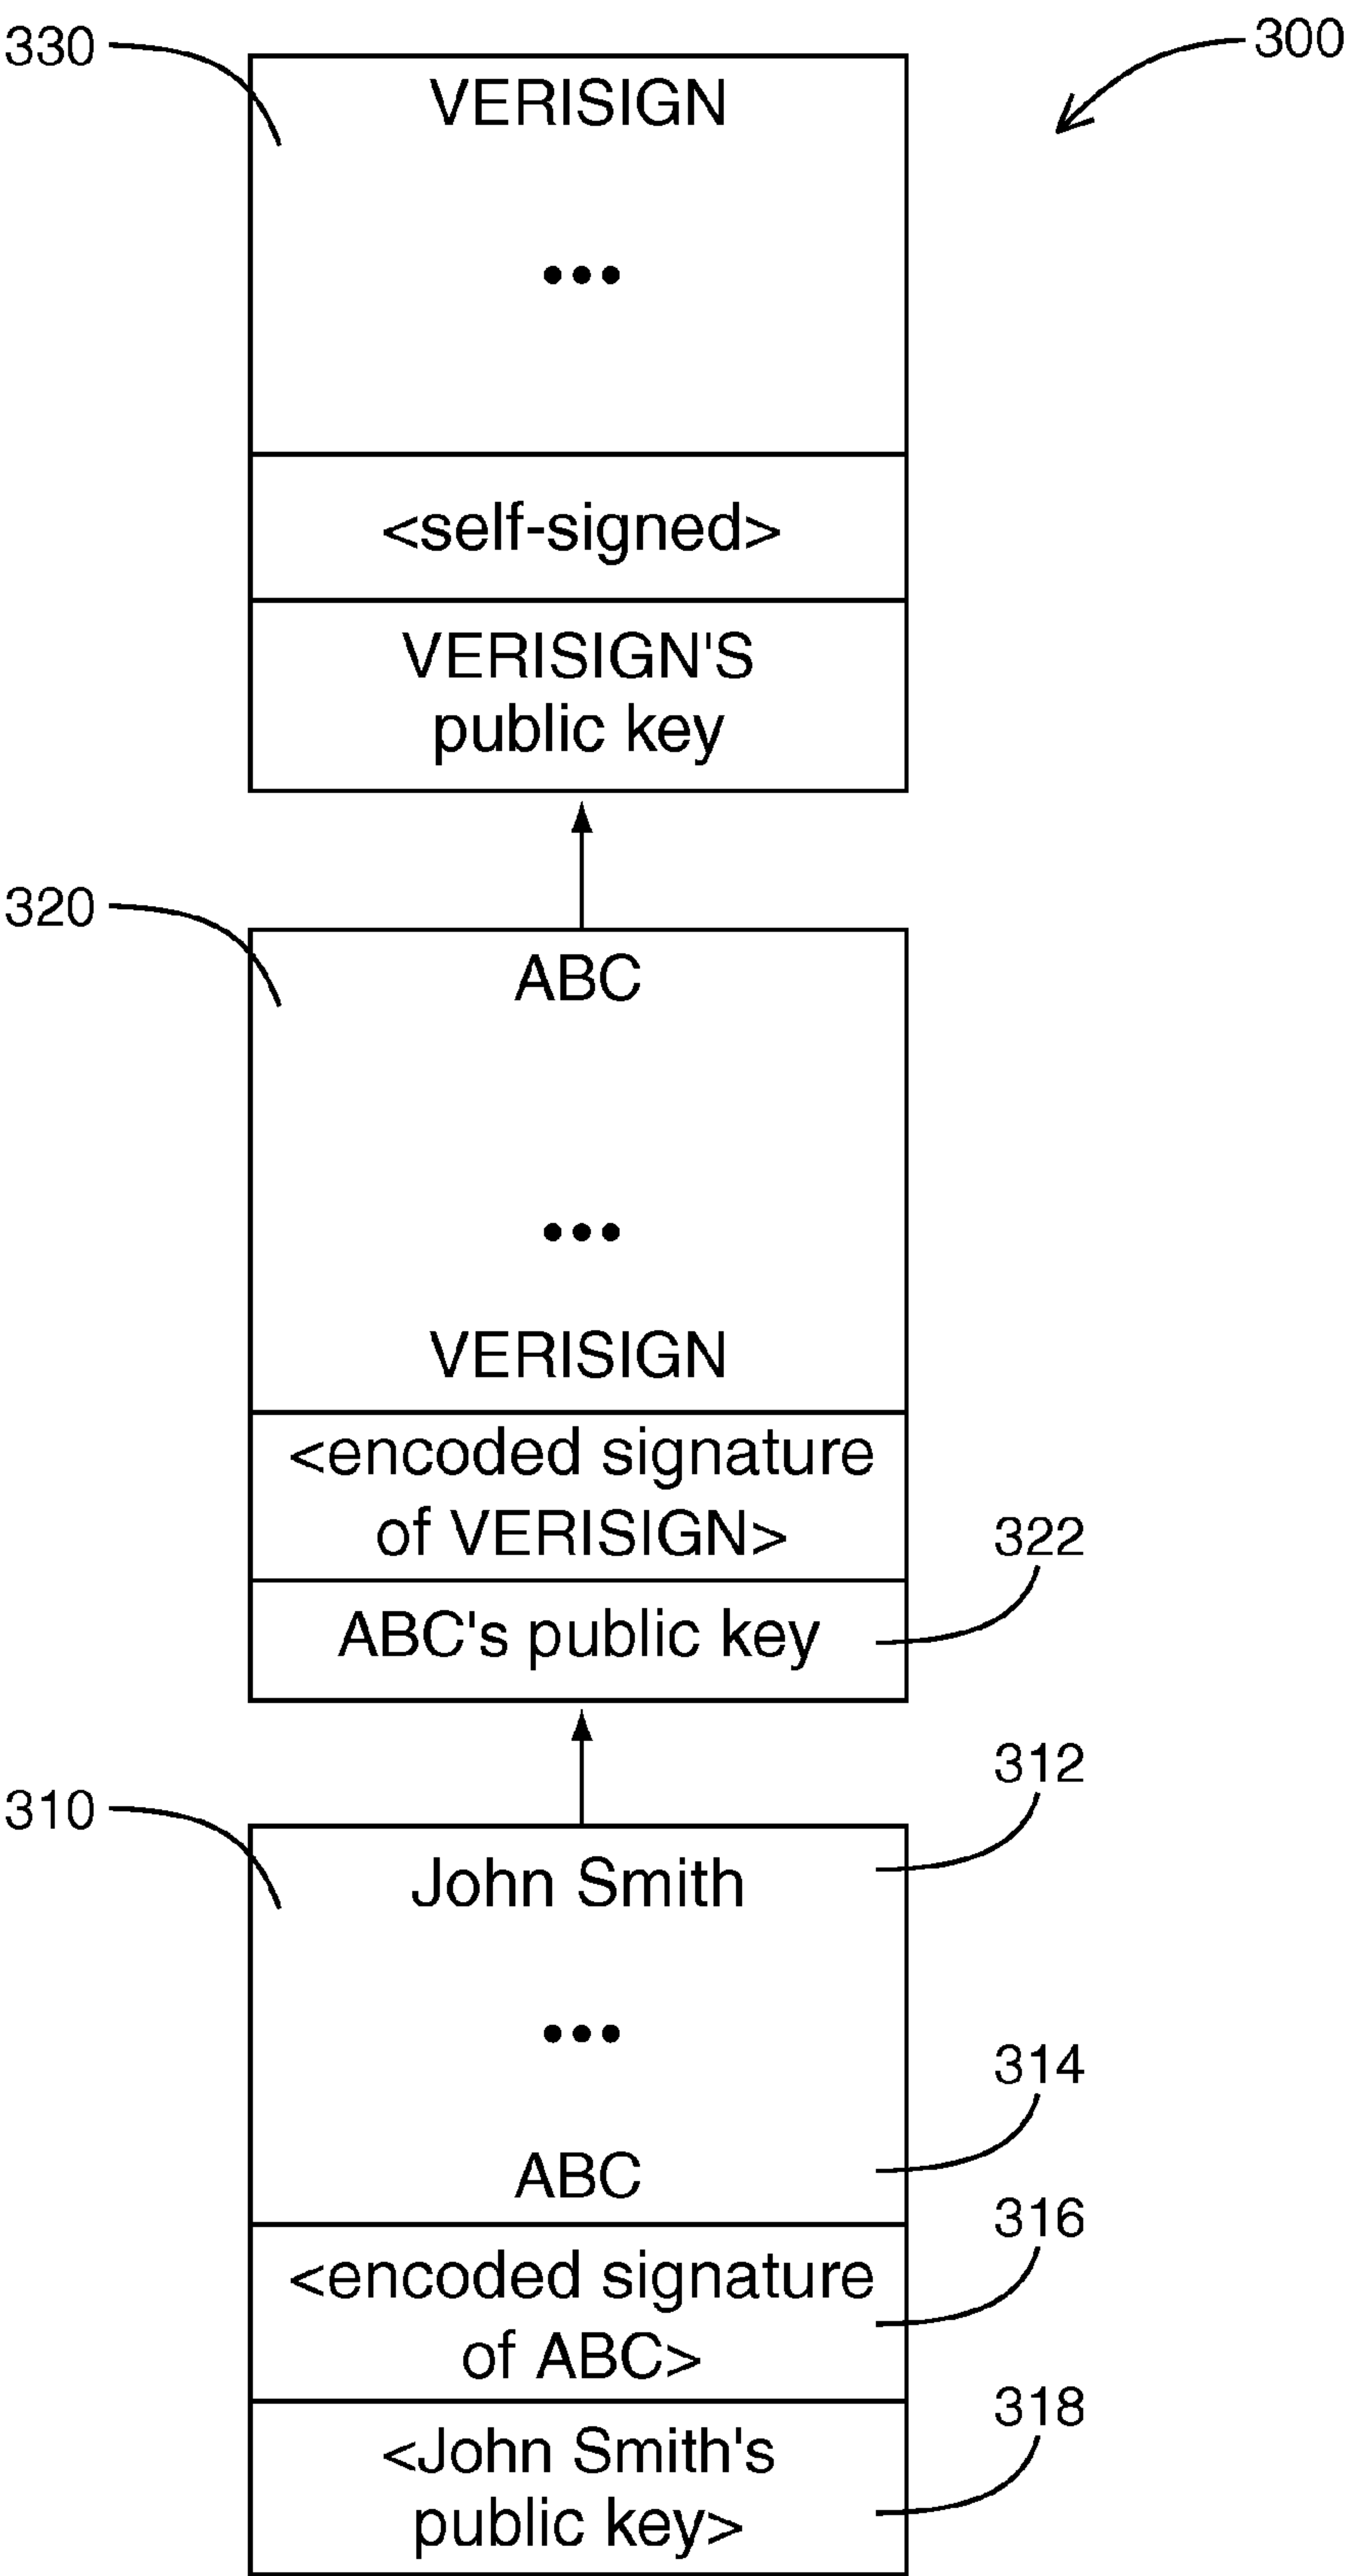 330
300
VERISIGN
•••
<self-signed>
VERISIGN'S
public key
320
ABC
•••
VERISIGN
<encoded signature
of VERISIGN>
322
ABC's public key
312
310
John Smith
•••
314
ABC
316
<encoded signature
of ABC>
318
<John Smith's
public key>